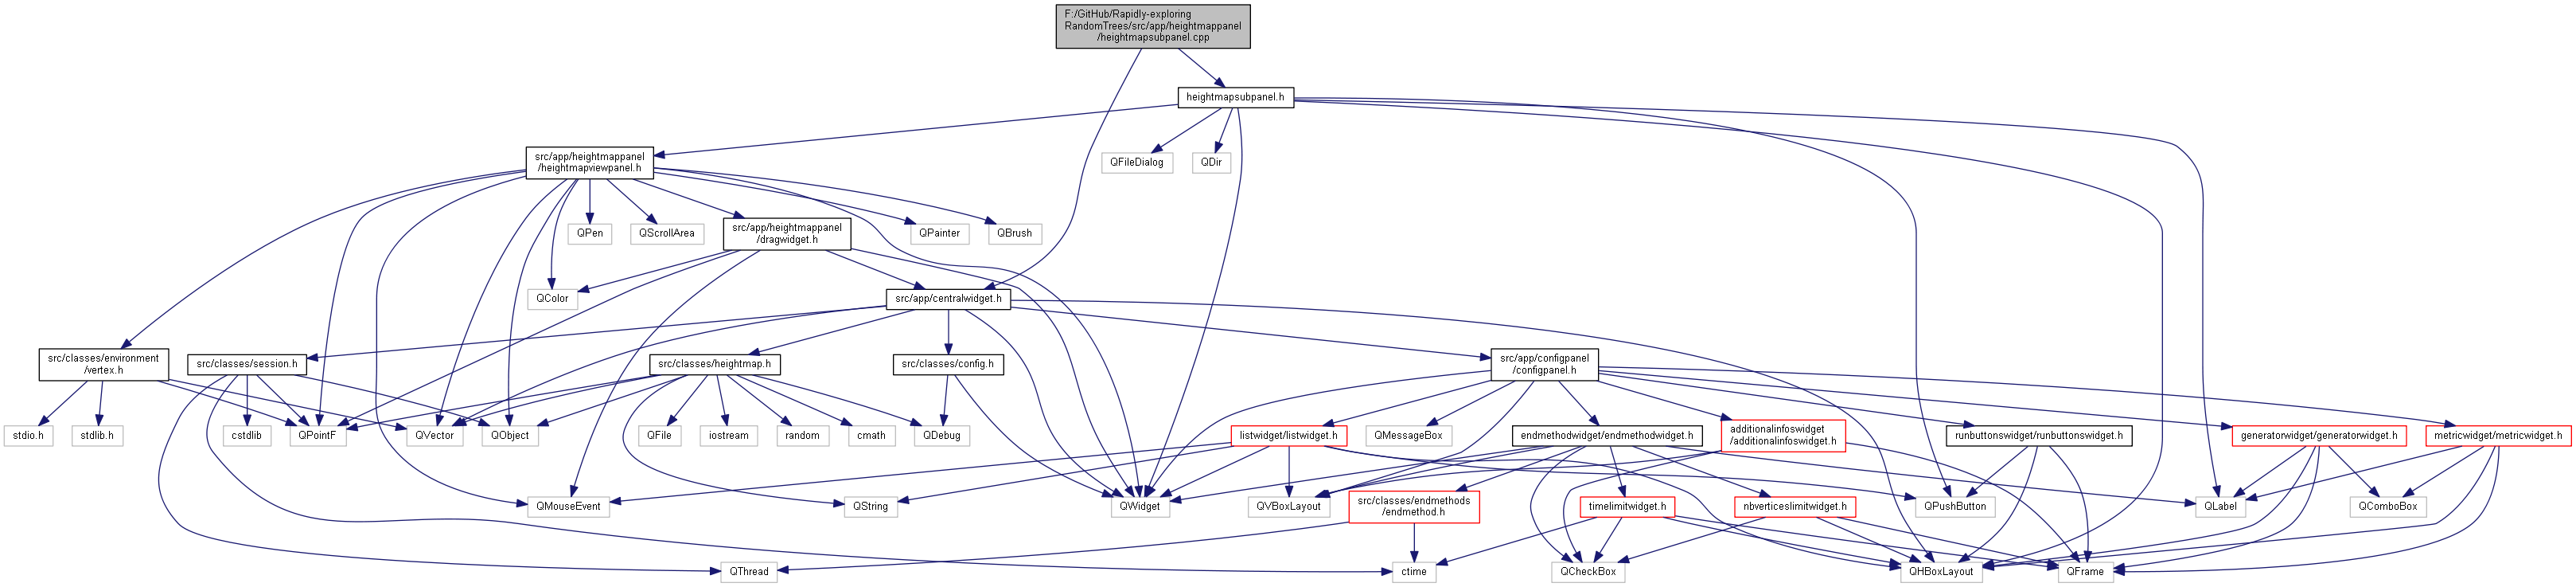 F:/GitHub/Rapidly-exploring
RandomTrees/src/app/heightmappanel
/heightmapsubpanel.cpp
heightmapsubpanel.h
src/app/heightmappanel
/heightmapviewpanel.h
QFileDialog
QDir
QPen
QScrollArea
src/app/heightmappanel
/dragwidget.h
QPainter
QBrush
QColor
src/app/centralwidget.h
src/classes/environment
/vertex.h
src/classes/session.h
src/classes/heightmap.h
src/classes/config.h
src/app/configpanel
/configpanel.h
stdio.h
stdlib.h
cstdlib
QPointF
QVector
QObject
QFile
iostream
random
cmath
QDebug
listwidget/listwidget.h
QMessageBox
endmethodwidget/endmethodwidget.h
additionalinfoswidget
/additionalinfoswidget.h
runbuttonswidget/runbuttonswidget.h
generatorwidget/generatorwidget.h
metricwidget/metricwidget.h
QMouseEvent
QString
QWidget
QVBoxLayout
src/classes/endmethods
/endmethod.h
timelimitwidget.h
nbverticeslimitwidget.h
QPushButton
QLabel
QComboBox
QThread
ctime
QCheckBox
QHBoxLayout
QFrame